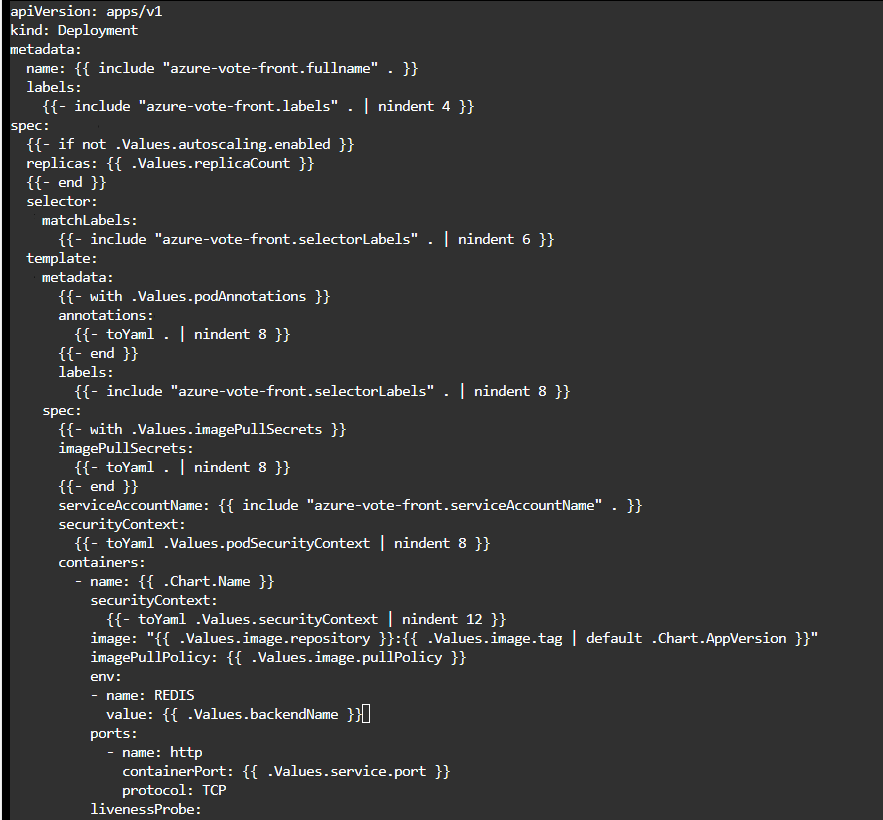 apiVersion: apps/v1
kind: Deployment
metadata:
  name: {{ include "azure-vote-front.fullname" . }}
  labels:
    {{- include "azure-vote-front.labels" . | nindent 4 }}
spec:
  {{- if not .Values.autoscaling.enabled }}
  replicas: {{ .Values.replicaCount }}
  {{- end }}
  selector:
    matchLabels:
      {{- include "azure-vote-front.selectorLabels" . | nindent 6 }}
  template:
    metadata:
      {{- with .Values.podAnnotations }}
      annotations:
        {{- toYaml . | nindent 8 }}
      {{- end }}
      labels:
        {{- include "azure-vote-front.selectorLabels" . | nindent 8 }}
    spec:
      {{- with .Values.imagePullSecrets }}
      imagePullSecrets:
        {{- toYaml . | nindent 8 }}
      {{- end }}
      serviceAccountName: {{ include "azure-vote-front.serviceAccountName" . }}
      securityContext:
        {{- toYaml .Values.podSecurityContext | nindent 8 }}
      containers:
        - name: {{ .Chart.Name }}
          securityContext:
            {{- toYaml .Values.securityContext | nindent 12 }}
          image: "{{ .Values.image.repository }}:{{ .Values.image.tag | default .Chart.AppVersion }}"
          imagePullPolicy: {{ .Values.image.pullPolicy }}
          env:
          - name: REDIS
            value: {{ .Values.backendName }}
          ports:
            - name: http
              containerPort: {{ .Values.service.port }}
              protocol: TCP
          livenessProbe: